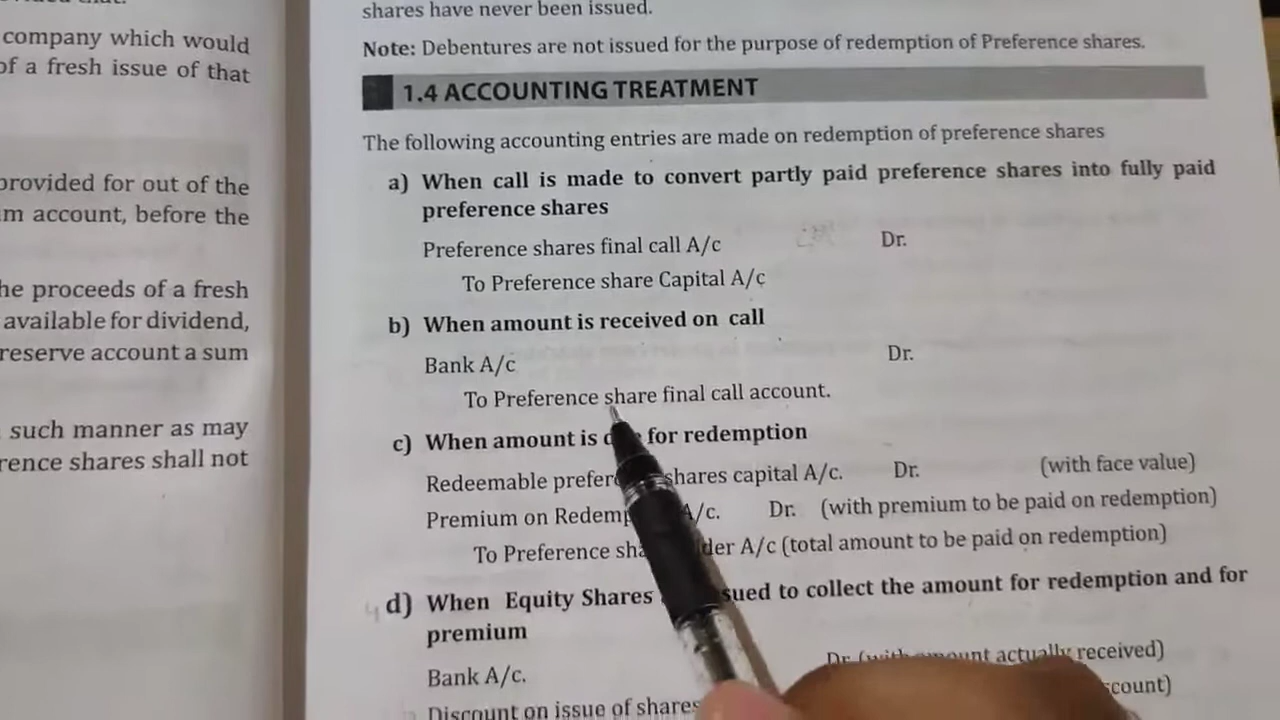 company which would
of a fresh issue of that
provided for out of the
m account, before the
he proceeds of a fresh
available for dividend,
reserve account a sum
such manner as may
rence shares shall not
shares have never been issued.
Note: Debentures are not issued for the purpose of redemption of Preference shares.
1.4 ACCOUNTING TREATMENT
The following accounting entries are made on redemption of preference shares
a) When call is made to convert partly paid preference shares into fully paid
preference shares
Preference shares final call A/c Dr.
To Preference share Capital A/c
b) When amount is received on call
Bank A/c Dr.
To Preference share final call account.
c) When amount is for redemption
Redeemable prefer shares capital A/c. Dr. (with face value)
Premium on Redemp A/c. Dr. (with premium to be paid on redemption)
To Preference sha der A/c (total amount to be paid on redemption)
d) When Equity Shares sued to collect the amount for redemption and for
premium
Bank A/c. Dr (with amount actually received)
Discount on issue of shares count)